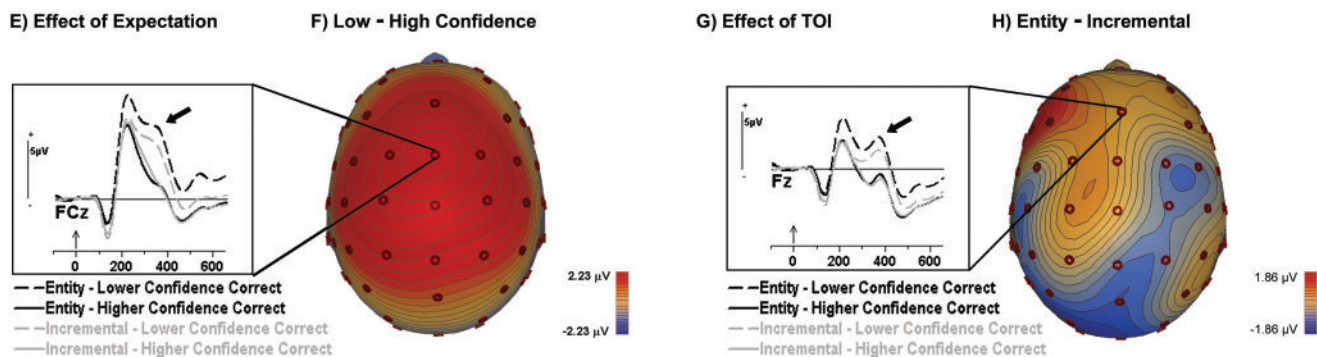 E) Effect of Expectation
F) Low - High Confidence
+
5µV
-
FCz
0 200 400 600
Entity - Lower Confidence Correct
Entity - Higher Confidence Correct
Incremental - Lower Confidence Correct
Incremental - Higher Confidence Correct
2.23 µV
-2.23 µV
G) Effect of TOI
H) Entity - Incremental
+
5µV
-
Fz
0 200 400 600
Entity - Lower Confidence Correct
Entity - Higher Confidence Correct
Incremental - Lower Confidence Correct
Incremental - Higher Confidence Correct
1.86 µV
-1.86 µV